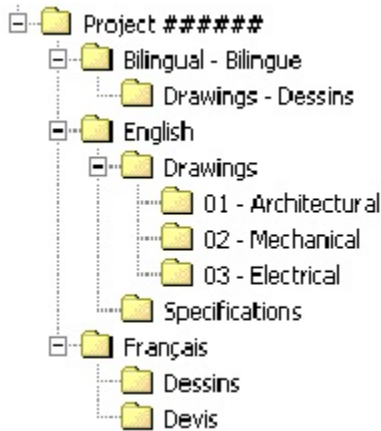 Project ######
Bilingual - Bilingue
Drawings - Dessins
English
Drawings
01 - Architectural
02 - Mechanical
03 - Electrical
Specifications
Français
Dessins
Devis